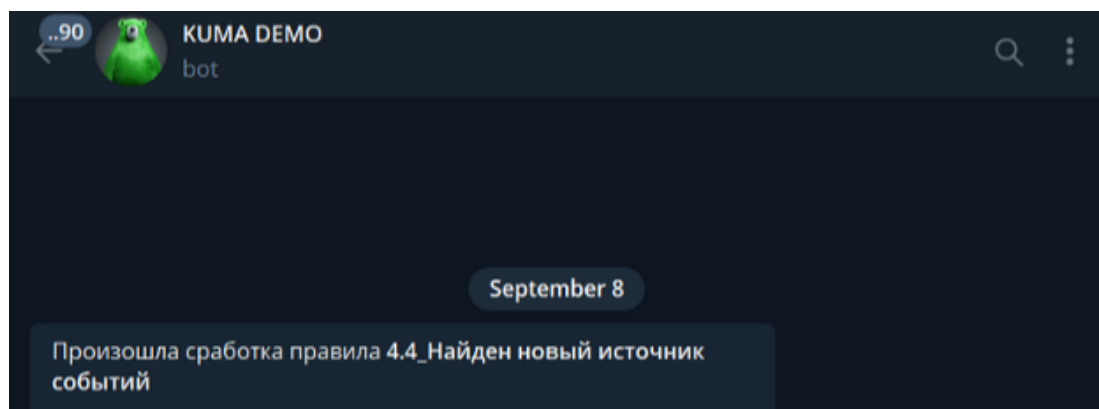 ..90
KUMA DEMO
bot
September 8
Произошла сработка правила 4.4_Найден новый источник
событий